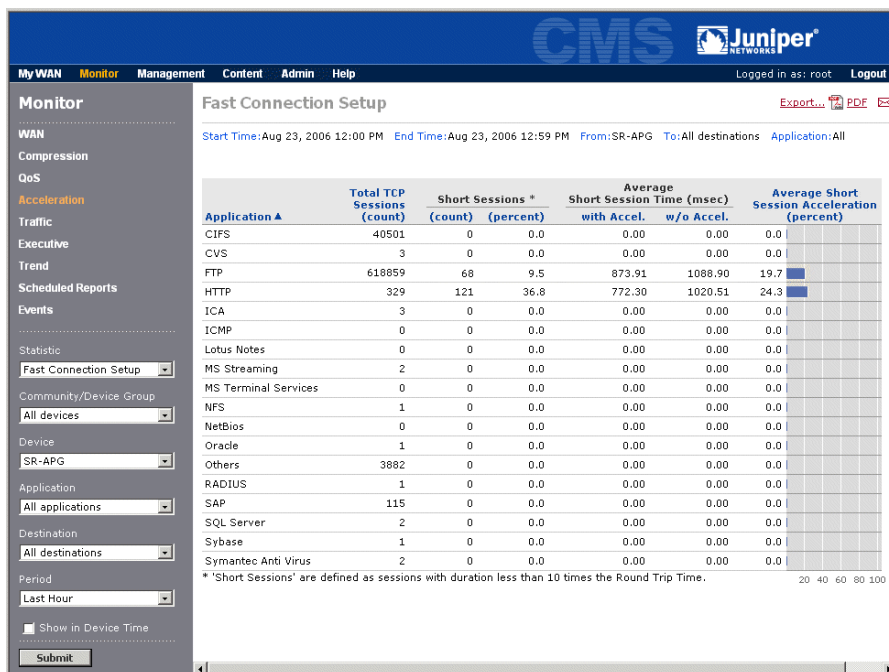 CMS Juniper NETWORKS
My WAN Monitor Management Content Admin Help Logged in as: root Logout
Monitor
WAN
Compression
QoS
Acceleration
Traffic
Executive
Trend
Scheduled Reports
Events
Statistic
Fast Connection Setup
Community/Device Group
All devices
Device
SR-APG
Application
All applications
Destination
All destinations
Period
Last Hour
Show in Device Time
Submit
Fast Connection Setup Export... PDF
Start Time:Aug 23, 2006 12:00 PM End Time:Aug 23, 2006 12:59 PM From:SR-APG To:All destinations Application:All
Application Total TCP Sessions (count) Short Sessions * (count) (percent) Average Short Session Time (msec) with Accel. w/o Accel. Average Short Session Acceleration (percent)
CIFS 40501 0 0.0 0.00 0.00 0.0
CVS 3 0 0.0 0.00 0.00 0.0
FTP 618859 68 9.5 873.91 1088.90 19.7
HTTP 329 121 36.8 772.30 1020.51 24.3
ICA 3 0 0.0 0.00 0.00 0.0
ICMP 0 0 0.0 0.00 0.00 0.0
Lotus Notes 0 0 0.0 0.00 0.00 0.0
MS Streaming 2 0 0.0 0.00 0.00 0.0
MS Terminal Services 0 0 0.0 0.00 0.00 0.0
NFS 1 0 0.0 0.00 0.00 0.0
NetBios 0 0 0.0 0.00 0.00 0.0
Oracle 1 0 0.0 0.00 0.00 0.0
Others 3882 0 0.0 0.00 0.00 0.0
RADIUS 1 0 0.0 0.00 0.00 0.0
SAP 115 0 0.0 0.00 0.00 0.0
SQL Server 2 0 0.0 0.00 0.00 0.0
Sybase 1 0 0.0 0.00 0.00 0.0
Symantec Anti Virus 2 0 0.0 0.00 0.00 0.0
* 'Short Sessions' are defined as sessions with duration less than 10 times the Round Trip Time.
20 40 60 80 100